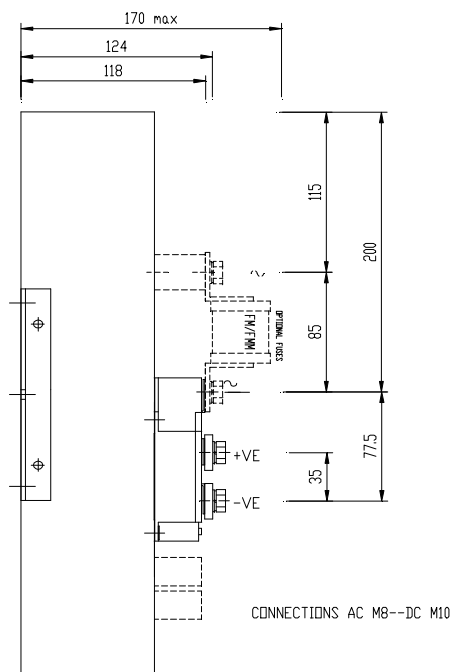 170 max
124
118
115
200
85
OPTIONAL FUSES
FM/FMM
77.5
+VE
35
-VE
CONNECTIONS AC M8--DC M10